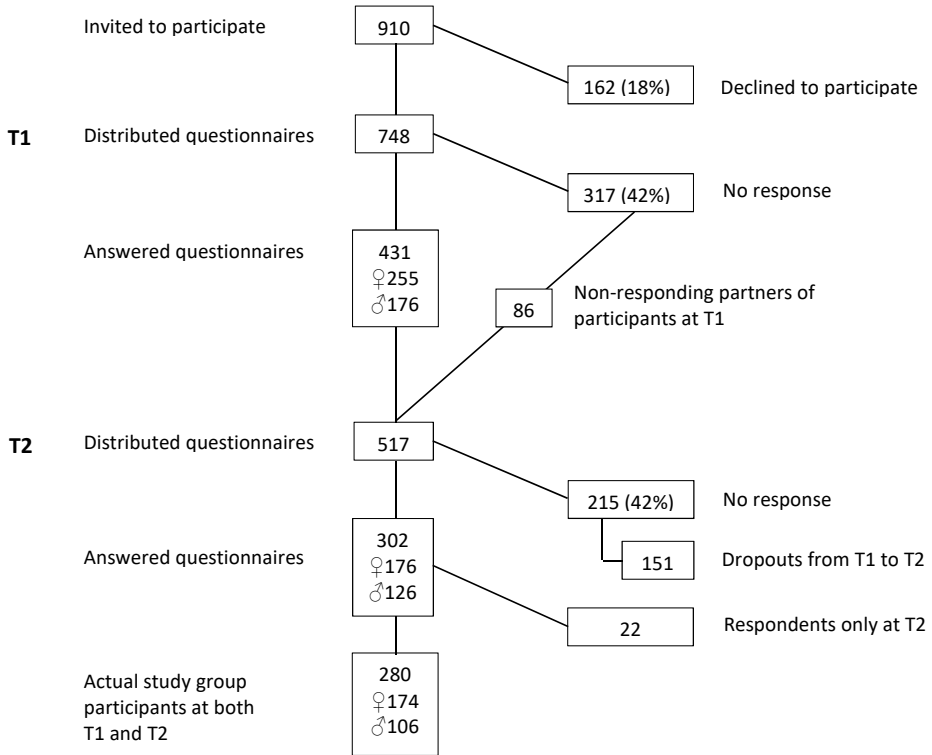 Invited to participate
910
162 (18%)
Declined to participate
T1
Distributed questionnaires
748
317 (42%)
No response
Answered questionnaires
431
♀255
♂176
86
Non-responding partners of
participants at T1
T2
Distributed questionnaires
517
215 (42%)
No response
Answered questionnaires
302
♀176
♂126
151
Dropouts from T1 to T2
22
Respondents only at T2
Actual study group
participants at both
T1 and T2
280
♀174
♂106